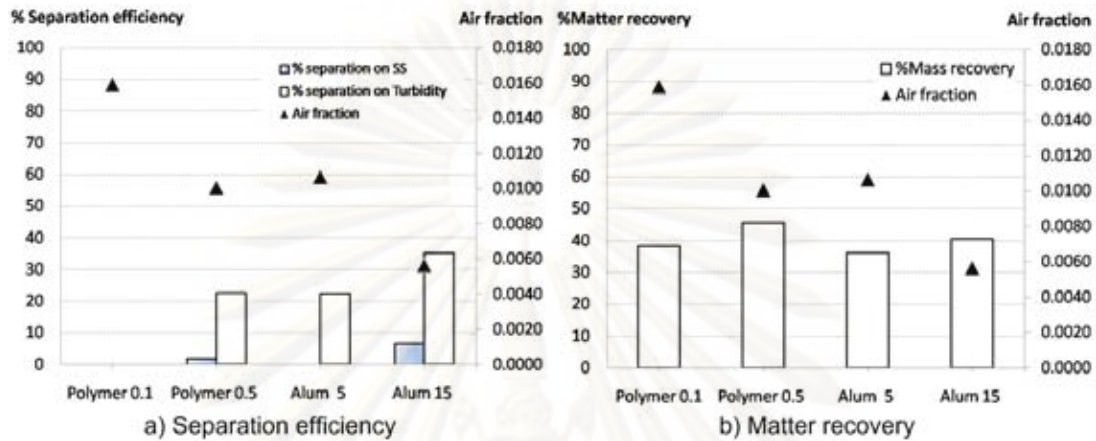 % Separation efficiency Air fraction
100 0.0180
90 0.0160
80 0.0140
70 0.0120
60 0.0100
50 0.0080
40 0.0060
30 0.0040
20 0.0020
10 0.0000
0
% separation on SS
% separation on Turbidity
Air fraction
Polymer 0.1 Polymer 0.5 Alum 5 Alum 15
a) Separation efficiency
%Matter recovery Air fraction
100 0.0180
90 0.0160
80 0.0140
70 0.0120
60 0.0100
50 0.0080
40 0.0060
30 0.0040
20 0.0020
10 0.0000
0
%Mass recovery
Air fraction
Polymer 0.1 Polymer 0.5 Alum 5 Alum 15
b) Matter recovery